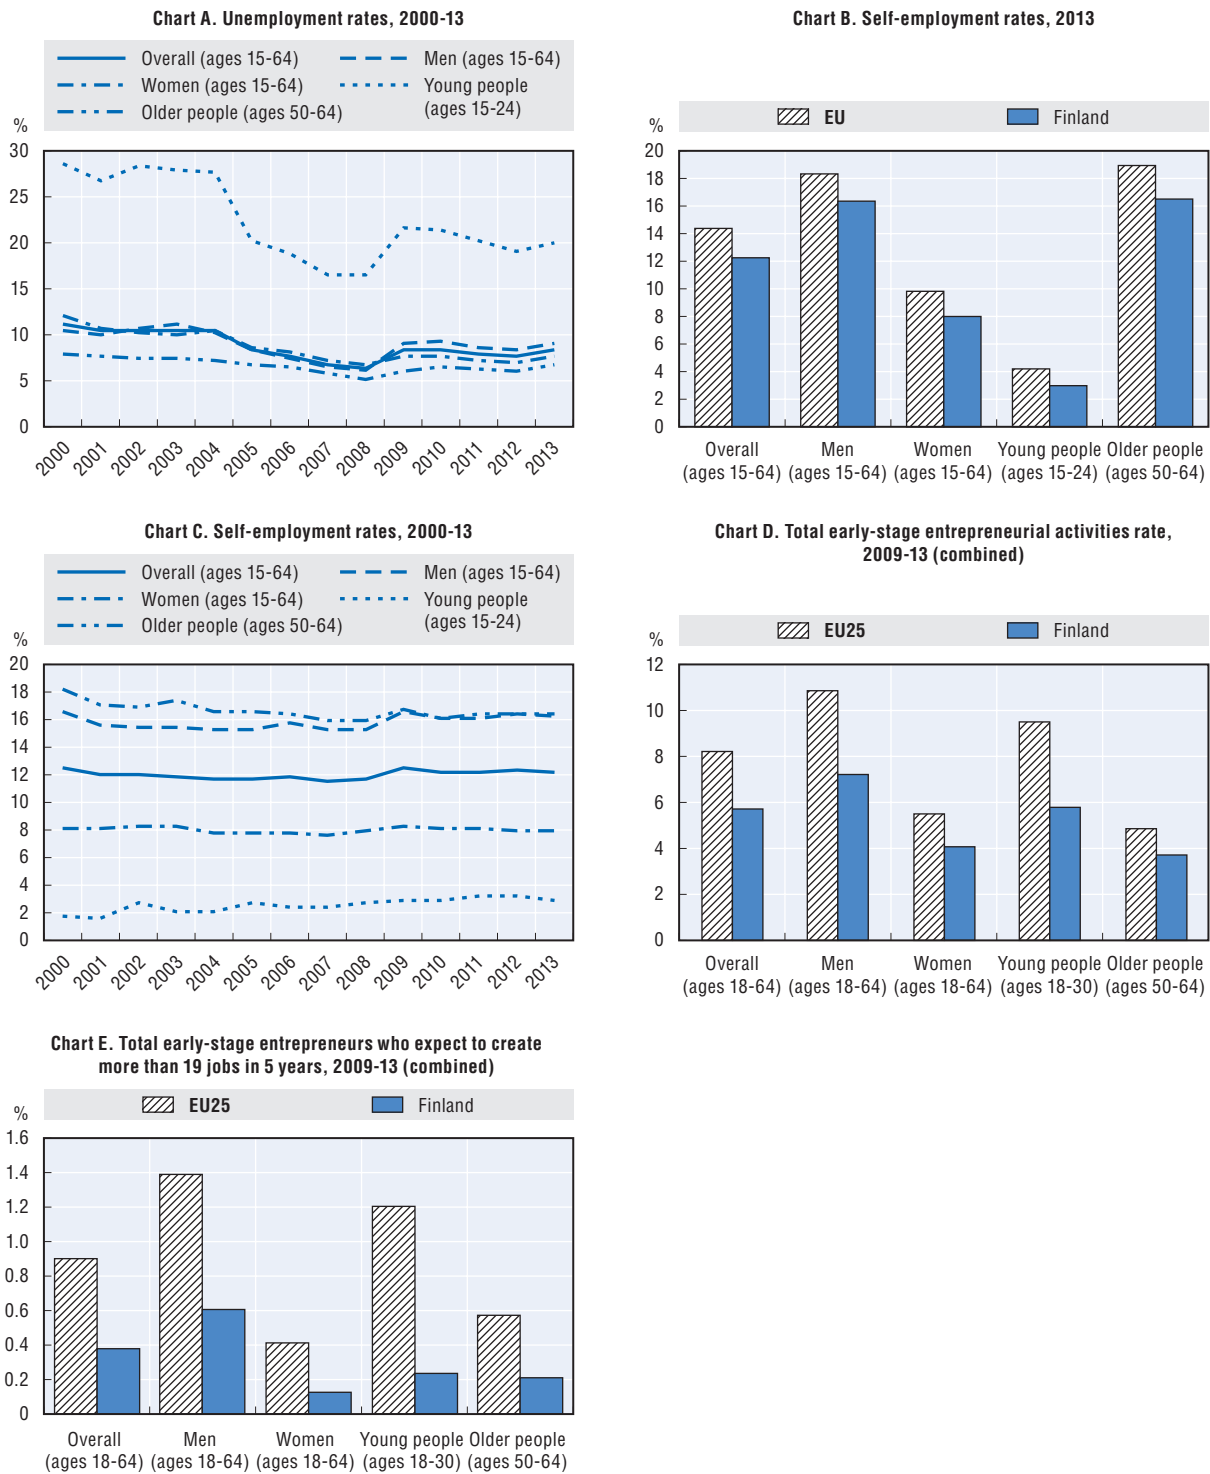 Chart A. Unemployment rates, 2000-13
Overall (ages 15-64)
Men (ages 15-64)
Women (ages 15-64)
Young people
(ages 15-24)
Older people (ages 50-64)
%
30
25
20
15
10
5
0
2000
2001
2002
2003
2004
2005
2006
2007
2008
2009
2010
2011
2012
2013
Chart B. Self-employment rates, 2013
EU
Finland
%
20
18
16
14
12
10
8
6
4
2
0
Overall
(ages 15-64)
Men
(ages 15-64)
Women
(ages 15-64)
Young people
(ages 15-24)
Older people
(ages 50-64)
Chart C. Self-employment rates, 2000-13
Overall (ages 15-64)
Men (ages 15-64)
Women (ages 15-64)
Young people
(ages 15-24)
Older people (ages 50-64)
%
20
18
16
14
12
10
8
6
4
2
0
2000
2001
2002
2003
2004
2005
2006
2007
2008
2009
2010
2011
2012
2013
Chart D. Total early-stage entrepreneurial activities rate,
2009-13 (combined)
EU25
Finland
%
12
10
8
6
4
2
0
Overall
(ages 18-64)
Men
(ages 18-64)
Women
(ages 18-64)
Young people
(ages 18-30)
Older people
(ages 50-64)
Chart E. Total early-stage entrepreneurs who expect to create
more than 19 jobs in 5 years, 2009-13 (combined)
EU25
Finland
%
1.6
1.4
1.2
1.0
0.8
0.6
0.4
0.2
0
Overall
(ages 18-64)
Men
(ages 18-64)
Women
(ages 18-64)
Young people
(ages 18-30)
Older people
(ages 50-64)